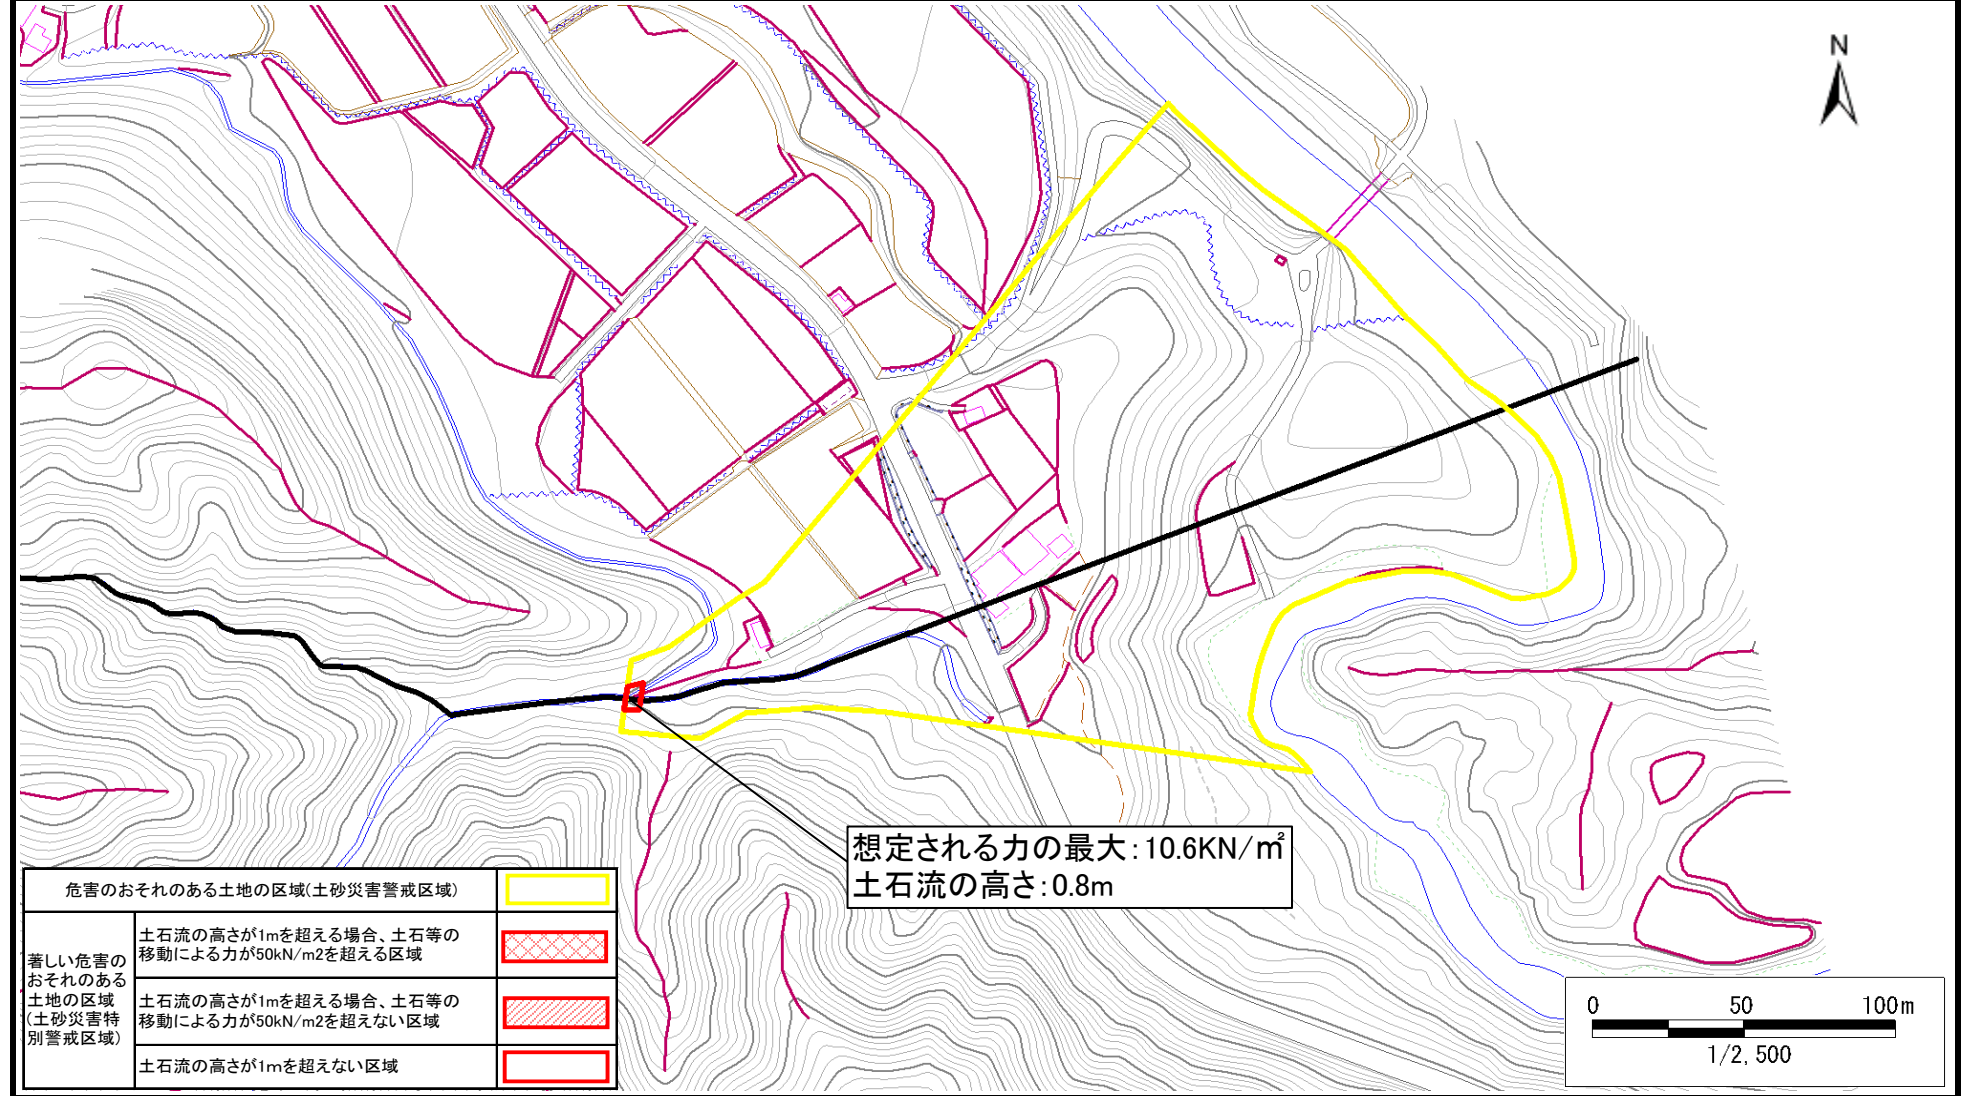 N
想定される力の最大：10.6KN/㎡
土石流の高さ：0.8m
危害のおそれのある土地の区域(土砂災害警戒区域)
著しい危害の
おそれのある
土地の区域
(土砂災害特
別警戒区域)
土石流の高さが1mを超える場合、土石等の
移動による力が50kN/m2を超える区域
土石流の高さが1mを超える場合、土石等の
移動による力が50kN/m2を超えない区域
土石流の高さが1mを超えない区域
0 50 100m
1/2,500